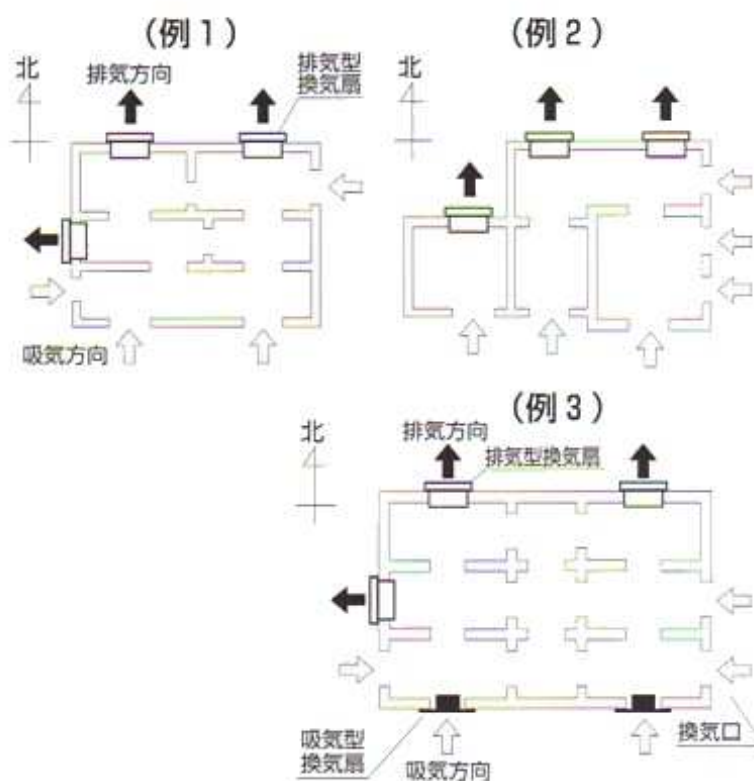 （例1）
北
排気方向
排気型
換気扇
吸気方向
（例2）
北
（例3）
北
排気方向
排気型換気扇
吸気型
換気扇
吸気方向
換気口